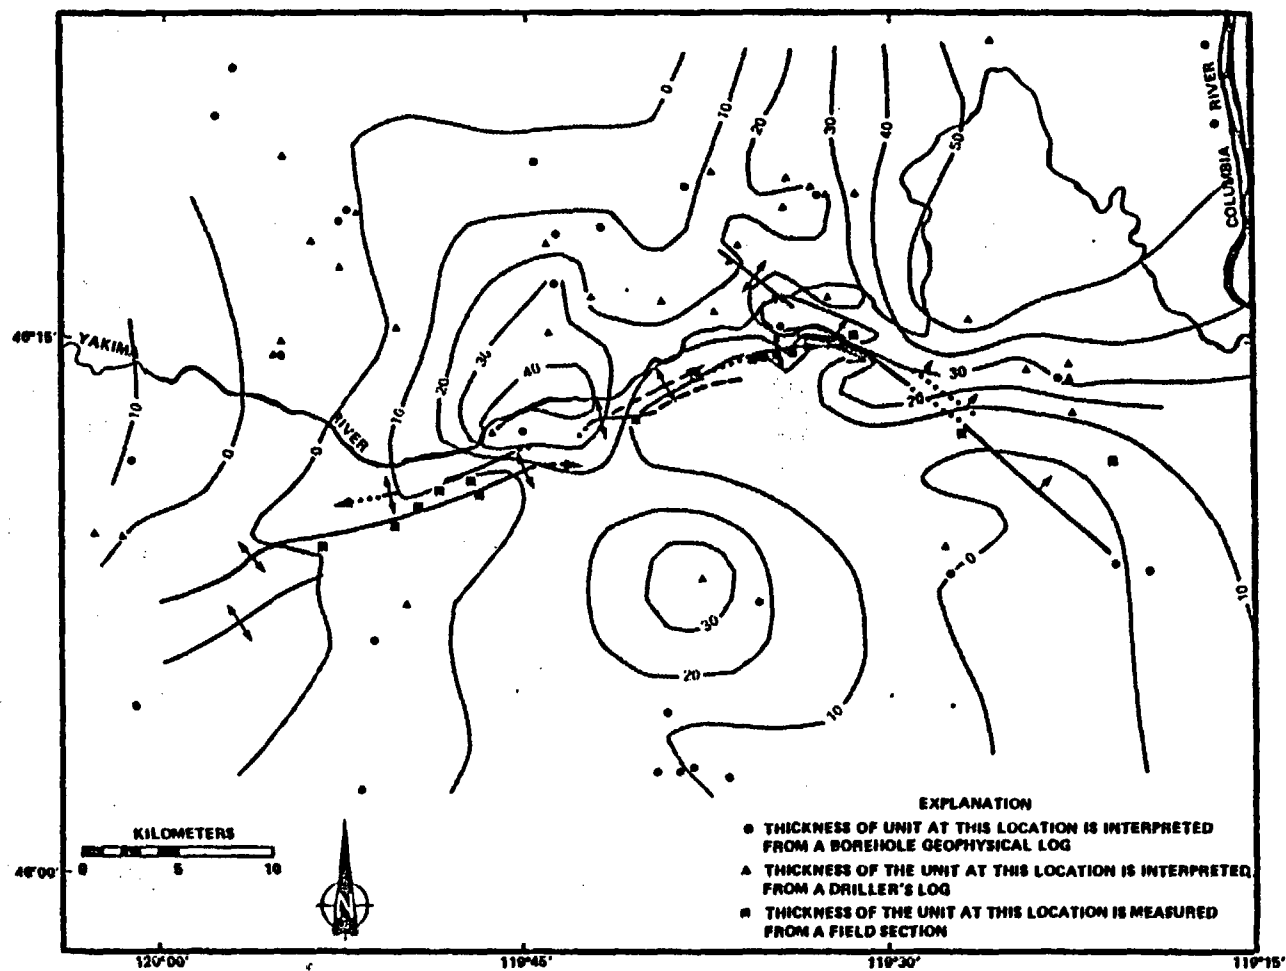 0
10
20
30
40
50
COLUMBIA RIVER
46°15'
YAKIMA
RIVER
30
40
20
10
10
0
0
30
20
0
10
30
20
10
EXPLANATION
THICKNESS OF UNIT AT THIS LOCATION IS INTERPRETED
FROM A BOREHOLE GEOPHYSICAL LOG
THICKNESS OF THE UNIT AT THIS LOCATION IS INTERPRETED
FROM A DRILLER'S LOG
THICKNESS OF THE UNIT AT THIS LOCATION IS MEASURED
FROM A FIELD SECTION
KILOMETERS
0 5 10
46°00'
N
120°00' 119°45' 119°30' 119°15'